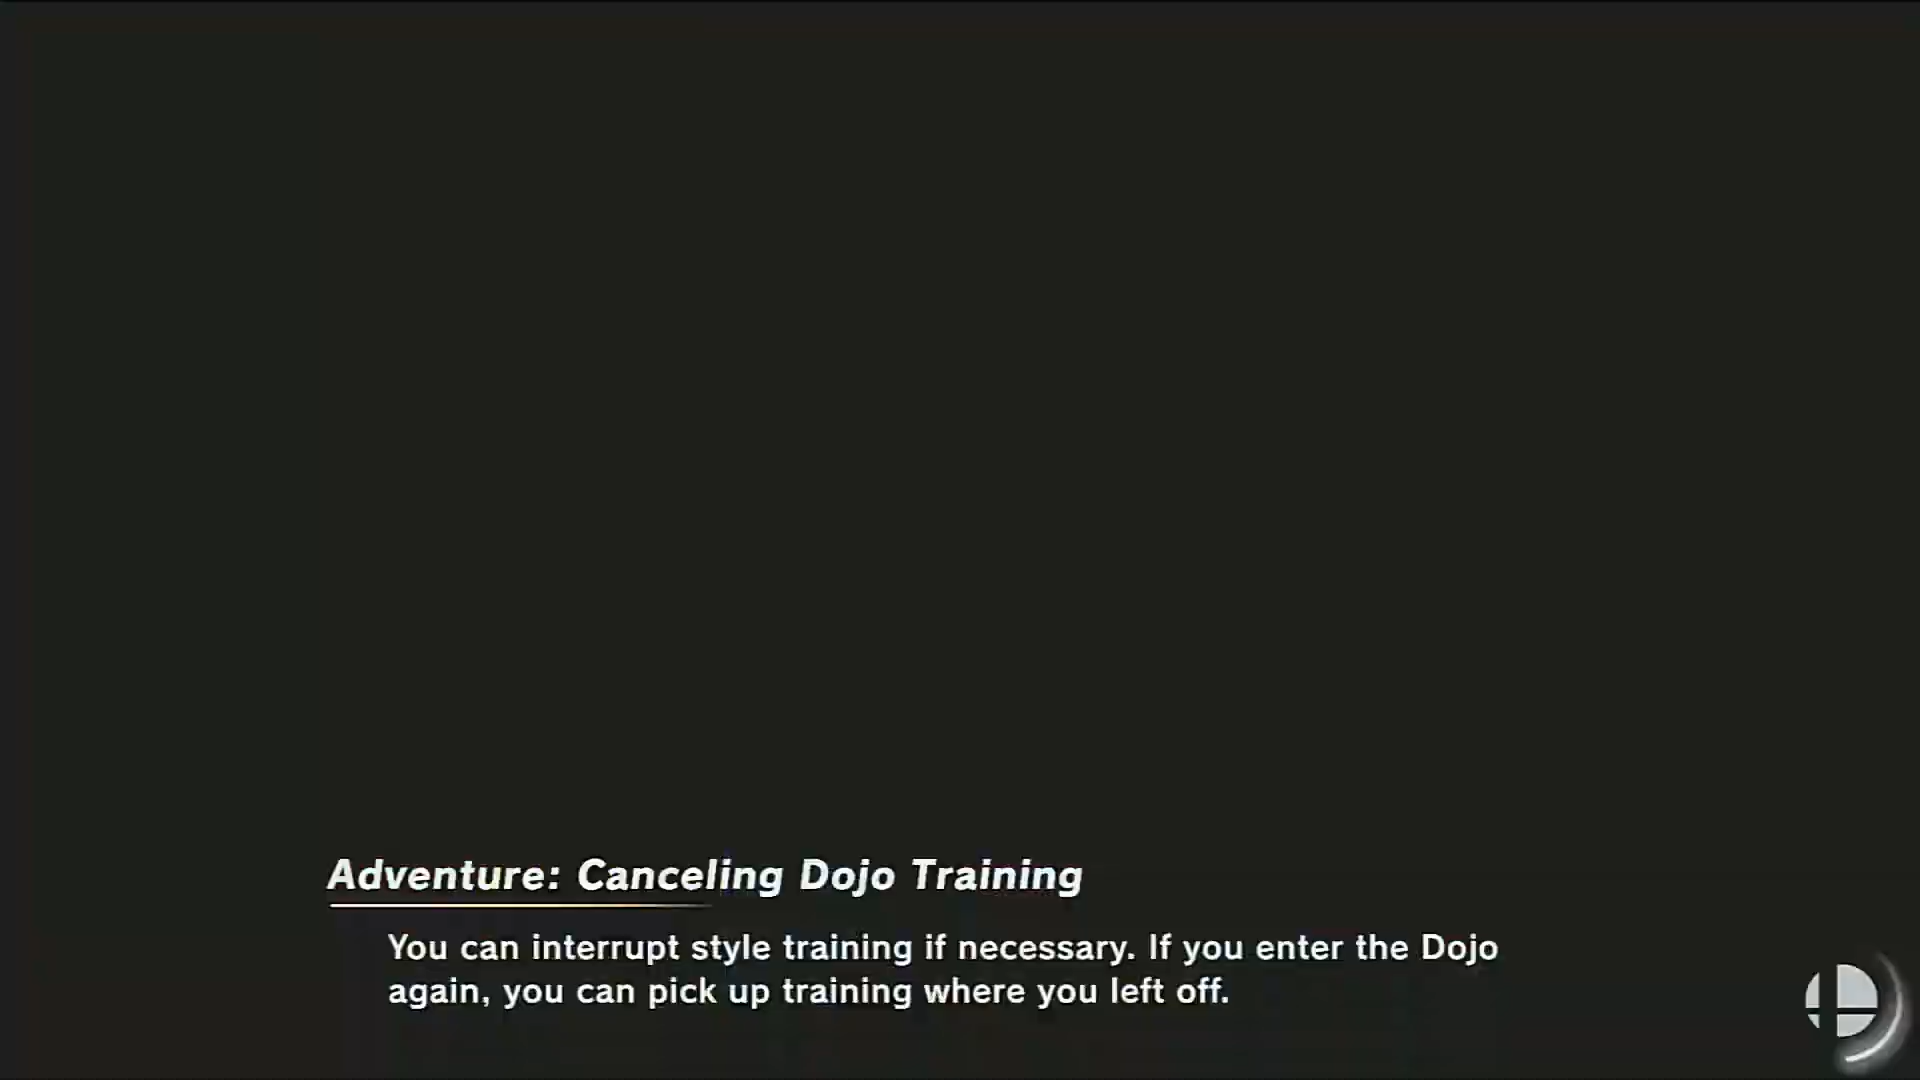 Adventure: Canceling Dojo Training
You can interrupt style training if necessary. If you enter the Dojo
again, you can pick up training where you left off.